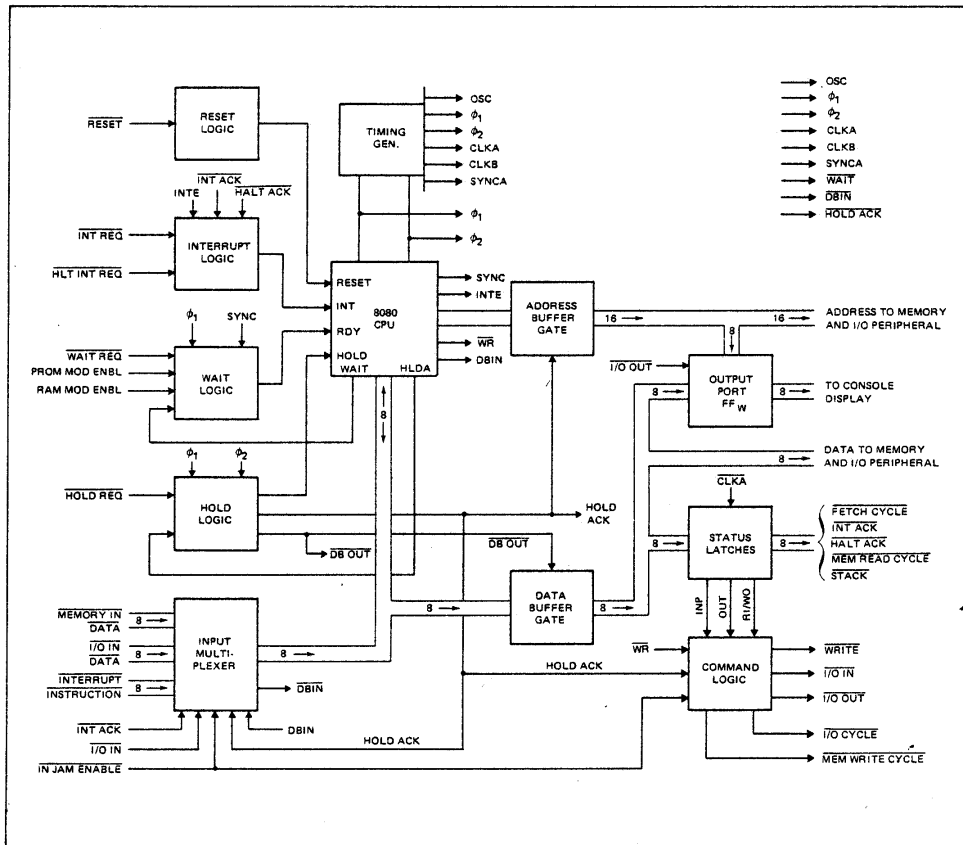 RESET
RESET
LOGIC
TIMING
GEN.
OSC
ϕ1
ϕ2
CLKA
CLKB
SYNCA
OSC
ϕ1
ϕ2
CLKA
CLKB
SYNCA
WAIT
DBIN
HOLD ACK
INT ACK
INTE
HALT ACK
INT REQ
HLT INT REQ
INTERRUPT
LOGIC
ϕ1
ϕ2
RESET
INT
RDY
HOLD
WAIT
HLDA
8080
CPU
SYNC
INTE
WR
DBIN
ADDRESS
BUFFER
GATE
16
8
16
ADDRESS TO MEMORY
AND I/O PERIPHERAL
ϕ1
SYNC
WAIT REQ
PROM MOD ENBL
RAM MOD ENBL
WAIT
LOGIC
8
I/O OUT
8
OUTPUT
PORT
FFW
8
TO CONSOLE
DISPLAY
8
DATA TO MEMORY
AND I/O PERIPHERAL
ϕ1
ϕ2
HOLD REQ
HOLD
LOGIC
HOLD
ACK
DB OUT
DB OUT
CLKA
8
STATUS
LATCHES
8
FETCH CYCLE
INT ACK
HALT ACK
MEM READ CYCLE
STACK
8
DATA
BUFFER
GATE
8
INP
OUT
RI/WO
MEMORY IN
8
DATA
I/O IN
8
DATA
INTERRUPT
8
INSTRUCTION
INPUT
MULTI-
PLEXER
8
DBIN
INT ACK
I/O IN
IN JAM ENABLE
DBIN
HOLD ACK
HOLD ACK
WR
COMMAND
LOGIC
WRITE
I/O IN
I/O OUT
I/O CYCLE
MEM WRITE CYCLE